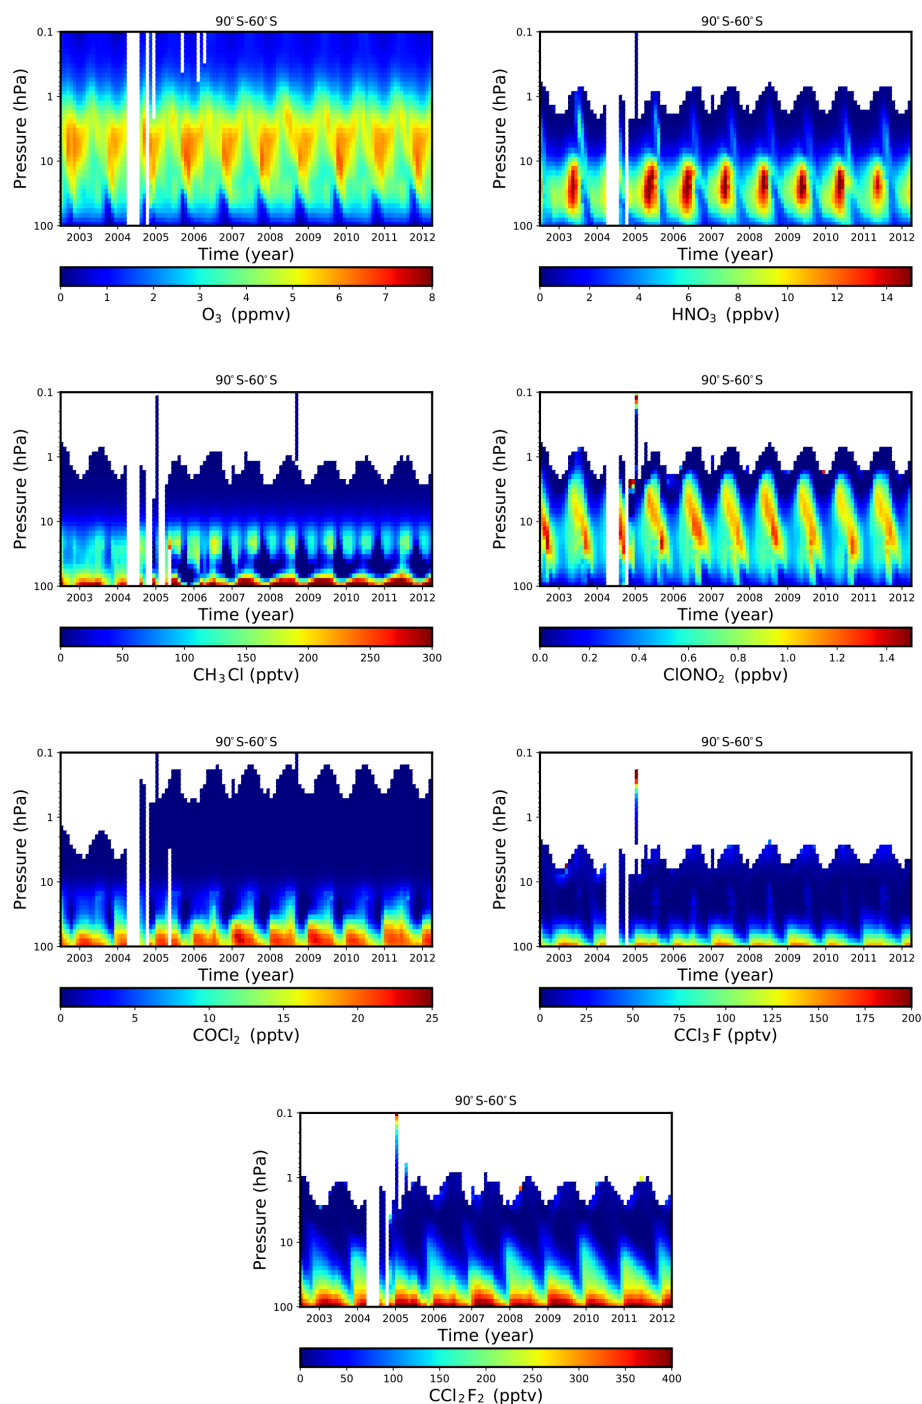 90°S-60°S
Pressure (hPa)
0.1
1
10
100
2003 2004 2005 2006 2007 2008 2009 2010 2011 2012
Time (year)
0 1 2 3 4 5 6 7 8
O₃ (ppmv)
90°S-60°S
Pressure (hPa)
0.1
1
10
100
2003 2004 2005 2006 2007 2008 2009 2010 2011 2012
Time (year)
0 2 4 6 8 10 12 14
HNO₃ (ppbv)
90°S-60°S
Pressure (hPa)
0.1
1
10
100
2003 2004 2005 2006 2007 2008 2009 2010 2011 2012
Time (year)
0 50 100 150 200 250 300
CH₃Cl (pptv)
90°S-60°S
Pressure (hPa)
0.1
1
10
100
2003 2004 2005 2006 2007 2008 2009 2010 2011 2012
Time (year)
0.0 0.2 0.4 0.6 0.8 1.0 1.2 1.4
ClONO₂ (ppbv)
90°S-60°S
Pressure (hPa)
0.1
1
10
100
2003 2004 2005 2006 2007 2008 2009 2010 2011 2012
Time (year)
0 5 10 15 20 25
COCl₂ (pptv)
90°S-60°S
Pressure (hPa)
0.1
1
10
100
2003 2004 2005 2006 2007 2008 2009 2010 2011 2012
Time (year)
0 25 50 75 100 125 150 175 200
CCl₃F (pptv)
90°S-60°S
Pressure (hPa)
0.1
1
10
100
2003 2004 2005 2006 2007 2008 2009 2010 2011 2012
Time (year)
0 50 100 150 200 250 300 350 400
CCl₂F₂ (pptv)